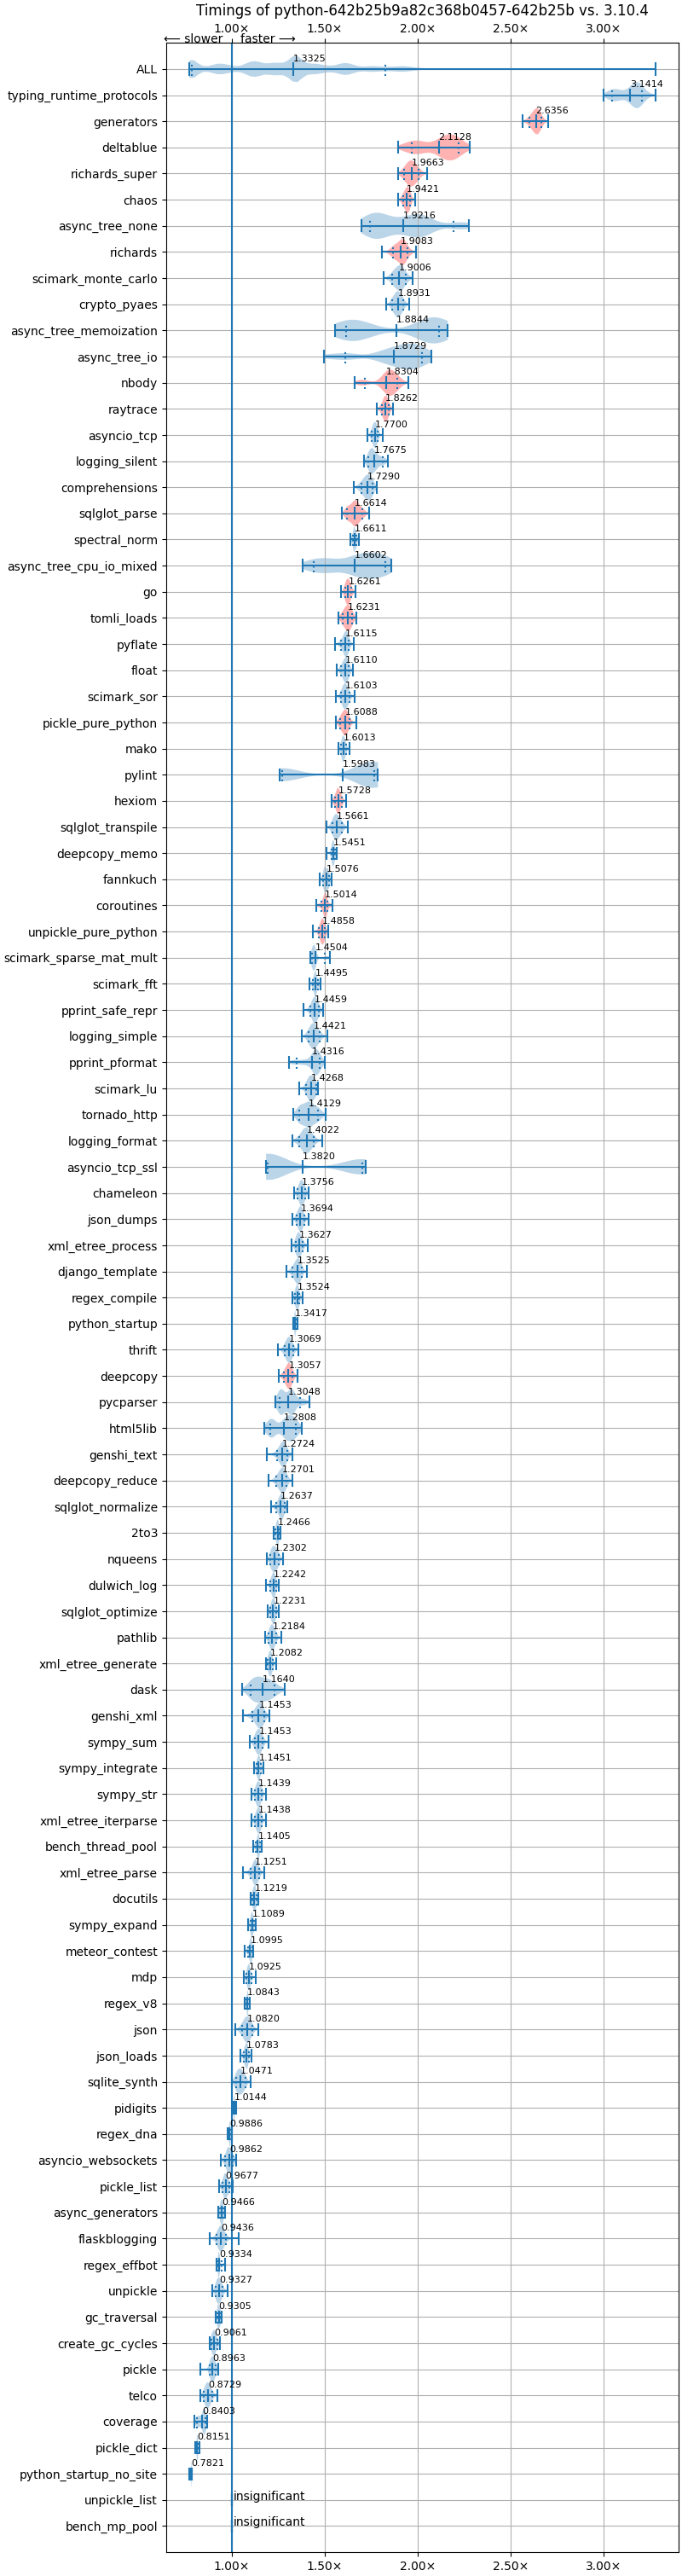 Timings of python-642b25b9a82c368b0457-642b25b vs. 3.10.4
1.00× 1.50× 2.00× 2.50× 3.00×
⟵ slower faster ⟶
ALL 1.3325
typing_runtime_protocols 3.1414
generators 2.6356
deltablue 2.1128
richards_super 1.9663
chaos 1.9421
async_tree_none 1.9216
richards 1.9083
scimark_monte_carlo 1.9006
crypto_pyaes 1.8931
async_tree_memoization 1.8844
async_tree_io 1.8729
nbody 1.8304
raytrace 1.8262
asyncio_tcp 1.7700
logging_silent 1.7675
comprehensions 1.7290
sqlglot_parse 1.6614
spectral_norm 1.6611
async_tree_cpu_io_mixed 1.6602
go 1.6261
tomli_loads 1.6231
pyflate 1.6115
float 1.6110
scimark_sor 1.6103
pickle_pure_python 1.6088
mako 1.6013
pylint 1.5983
hexiom 1.5728
sqlglot_transpile 1.5661
deepcopy_memo 1.5451
fannkuch 1.5076
coroutines 1.5014
unpickle_pure_python 1.4858
scimark_sparse_mat_mult 1.4504
scimark_fft 1.4495
pprint_safe_repr 1.4459
logging_simple 1.4421
pprint_pformat 1.4316
scimark_lu 1.4268
tornado_http 1.4129
logging_format 1.4022
asyncio_tcp_ssl 1.3820
chameleon 1.3756
json_dumps 1.3694
xml_etree_process 1.3627
django_template 1.3525
regex_compile 1.3524
python_startup 1.3417
thrift 1.3069
deepcopy 1.3057
pycparser 1.3048
html5lib 1.2808
genshi_text 1.2724
deepcopy_reduce 1.2701
sqlglot_normalize 1.2637
2to3 1.2466
nqueens 1.2302
dulwich_log 1.2242
sqlglot_optimize 1.2231
pathlib 1.2184
xml_etree_generate 1.2082
dask 1.1640
genshi_xml 1.1453
sympy_sum 1.1453
sympy_integrate 1.1451
sympy_str 1.1439
xml_etree_iterparse 1.1438
bench_thread_pool 1.1405
xml_etree_parse 1.1251
docutils 1.1219
sympy_expand 1.1089
meteor_contest 1.0995
mdp 1.0925
regex_v8 1.0843
json 1.0820
json_loads 1.0783
sqlite_synth 1.0471
pidigits 1.0144
regex_dna 0.9886
asyncio_websockets 0.9862
pickle_list 0.9677
async_generators 0.9466
flaskblogging 0.9436
regex_effbot 0.9334
unpickle 0.9327
gc_traversal 0.9305
create_gc_cycles 0.9061
pickle 0.8963
telco 0.8729
coverage 0.8403
pickle_dict 0.8151
python_startup_no_site 0.7821
unpickle_list insignificant
bench_mp_pool insignificant
1.00× 1.50× 2.00× 2.50× 3.00×